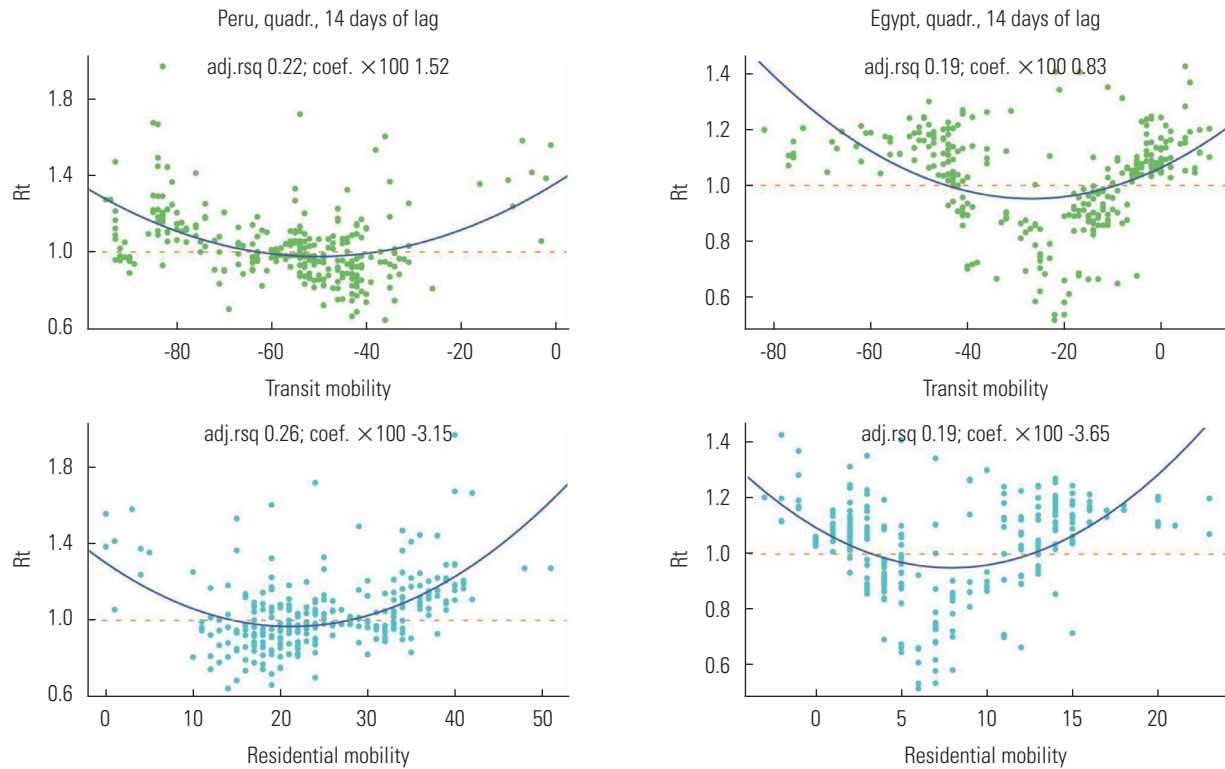 Peru, quadr., 14 days of lag
adj.rsq 0.22; coef. ×100 1.52
1.8
1.4
1.0
0.6
Rt
-80
-60
-40
-20
0
Transit mobility
Egypt, quadr., 14 days of lag
adj.rsq 0.19; coef. ×100 0.83
1.4
1.2
1.0
0.8
0.6
Rt
-80
-60
-40
-20
0
Transit mobility
adj.rsq 0.26; coef. ×100 -3.15
1.8
1.4
1.0
0.6
Rt
0
10
20
30
40
50
Residential mobility
adj.rsq 0.19; coef. ×100 -3.65
1.4
1.2
1.0
0.8
0.6
Rt
0
5
10
15
20
Residential mobility